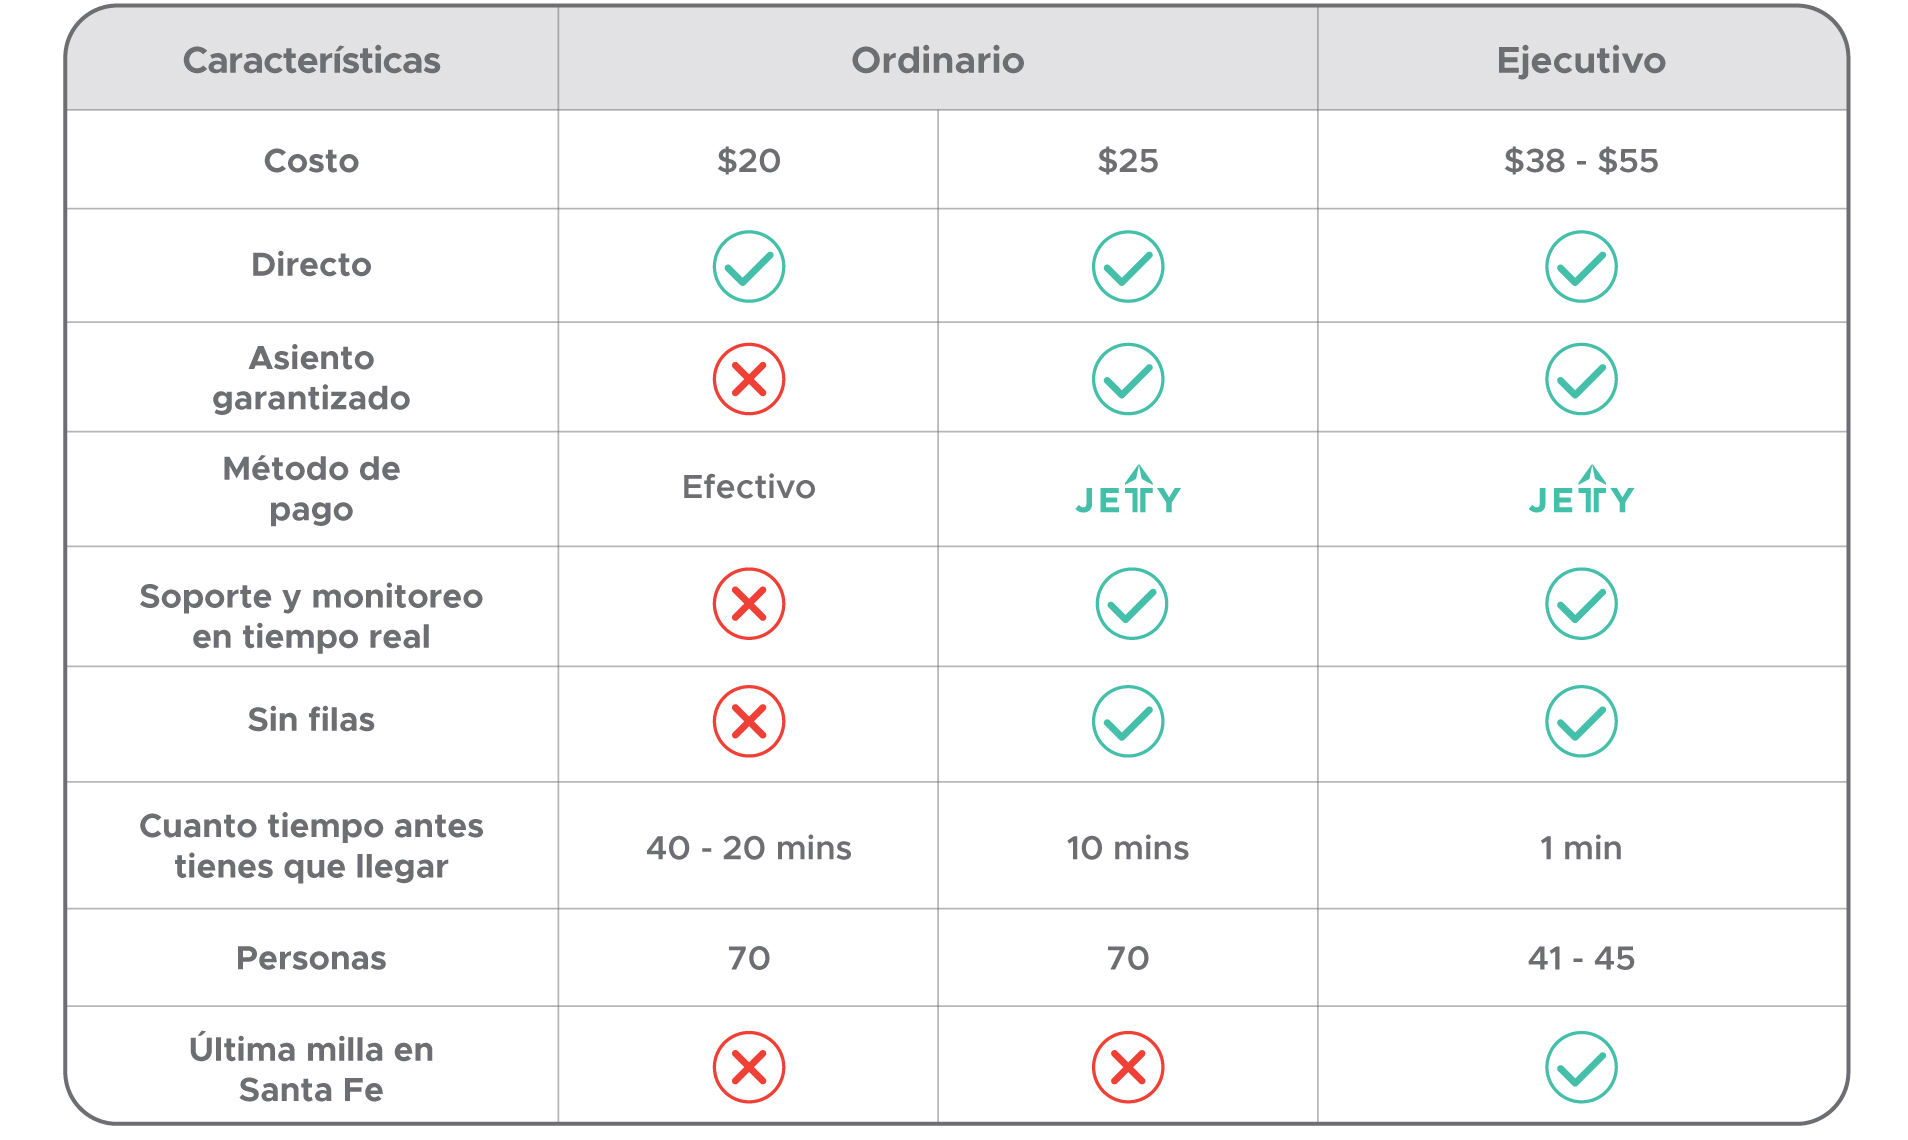 Características Ordinario Ejecutivo
Costo $20 $25 $38 - $55
Directo
Asiento
garantizado
Método de
pago
Efectivo JETTY JETTY
Soporte y monitoreo
en tiempo real
Sin filas
Cuanto tiempo antes
tienes que llegar
40 - 20 mins 10 mins 1 min
Personas 70 70 41 - 45
Última milla en
Santa Fe